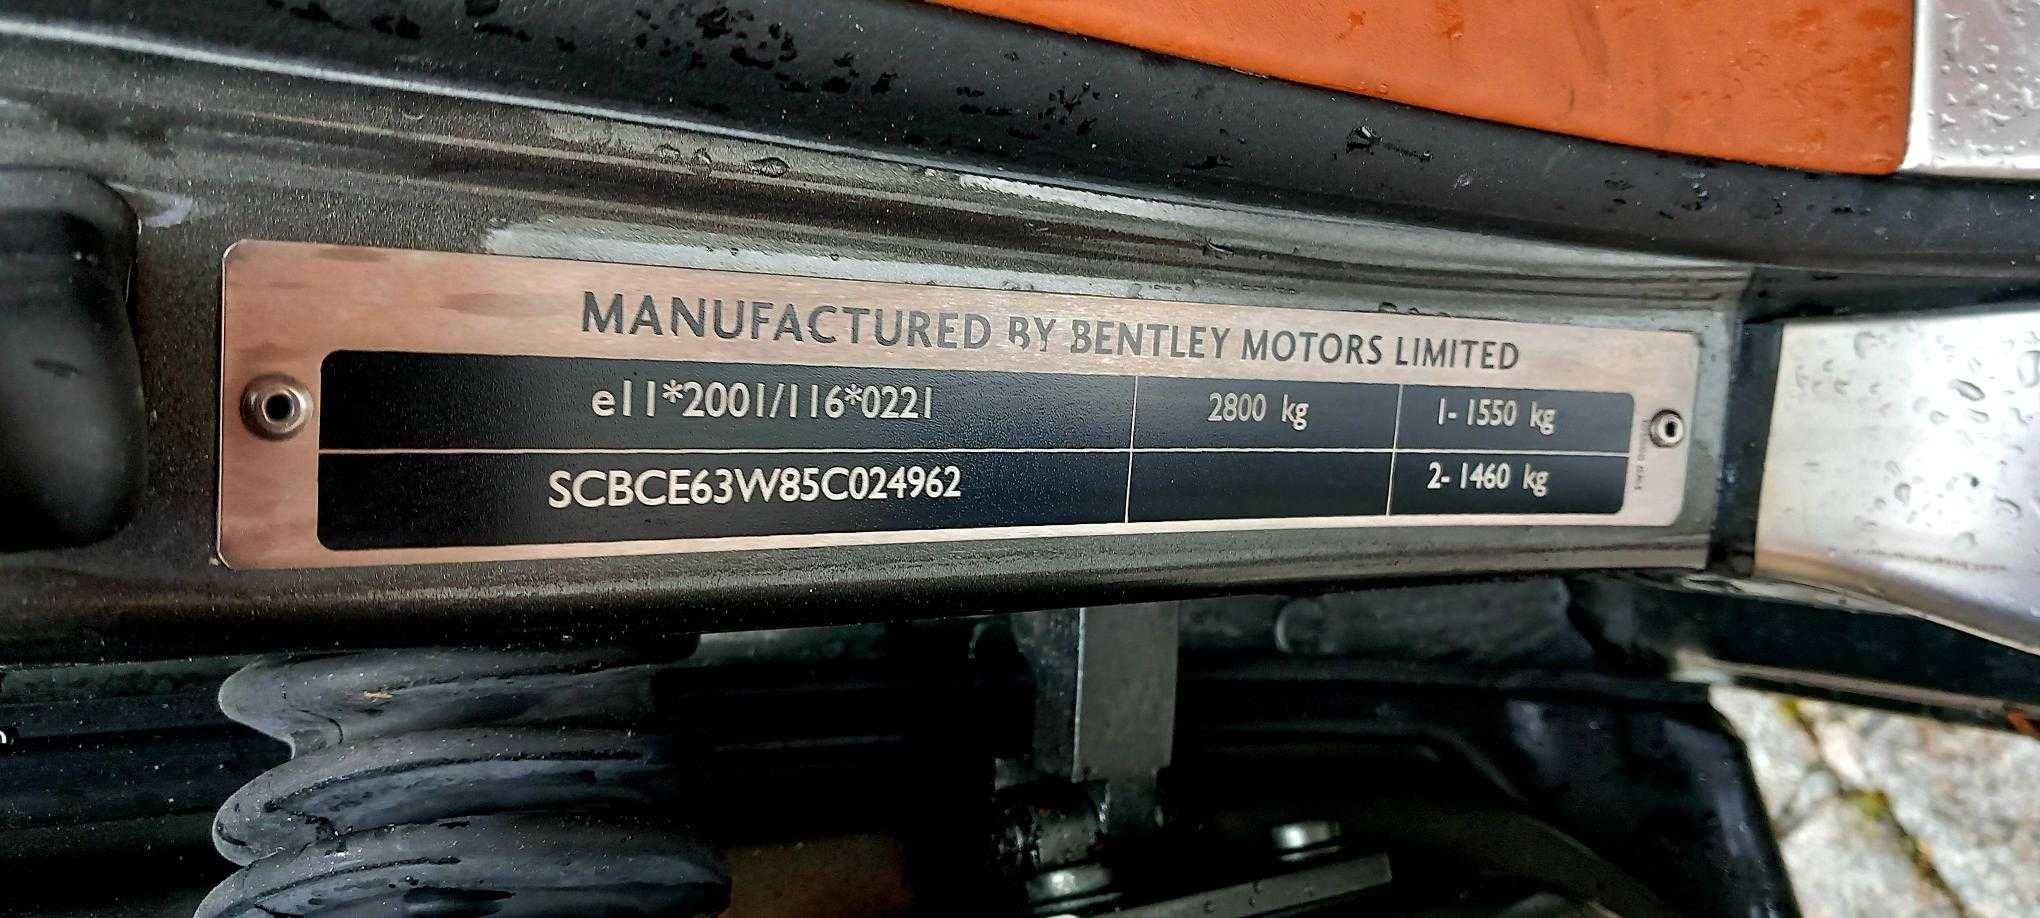 MANUFACTURED BY BENTLEY MOTORS LIMITED
e11*2001/116*0221 2800 kg 1- 1550 kg
SCBCE63W85C024962 2- 1460 kg